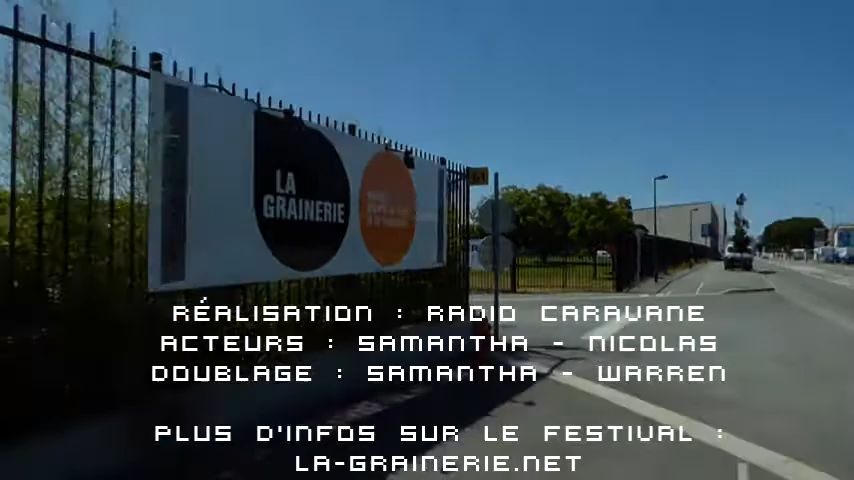 LA
GRAINERIE
61
RÉALISATION : RADIO CARAVANE
ACTEURS : SAMANTHA - NICOLAS
DOUBLAGE : SAMANTHA - WARREN
PLUS D'INFOS SUR LE FESTIVAL :
LA-GRAINERIE.NET